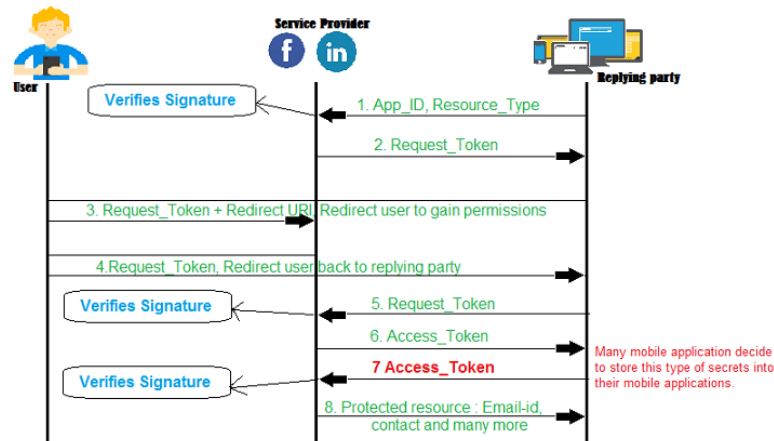 Service Provider
f in
User
Replying party
Verifies Signature
1. App_ID, Resource_Type
2. Request_Token
3. Request_Token + Redirect URI, Redirect user to gain permissions
4.Request_Token, Redirect user back to replying party
Verifies Signature
5. Request_Token
6. Access_Token
Many mobile application decide
to store this type of secrets into
their mobile applications.
7 Access_Token
Verifies Signature
8. Protected resource : Email-id,
contact and many more